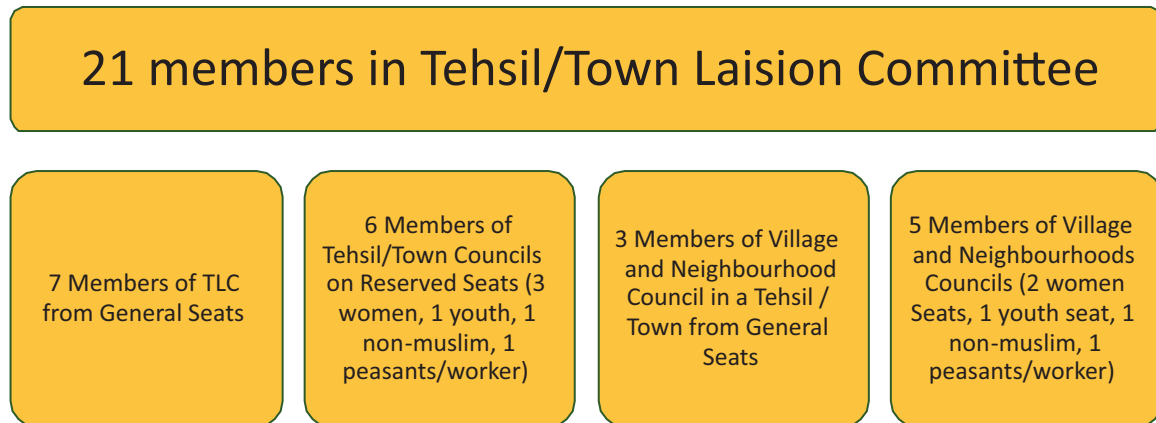 21 members in Tehsil/Town Laision Committee
7 Members of TLC
from General Seats
6 Members of
Tehsil/Town Councils
on Reserved Seats (3
women, 1 youth, 1
non-muslim, 1
peasants/worker)
3 Members of Village
and Neighbourhood
Council in a Tehsil /
Town from General
Seats
5 Members of Village
and Neighbourhoods
Councils (2 women
Seats, 1 youth seat, 1
non-muslim, 1
peasants/worker)